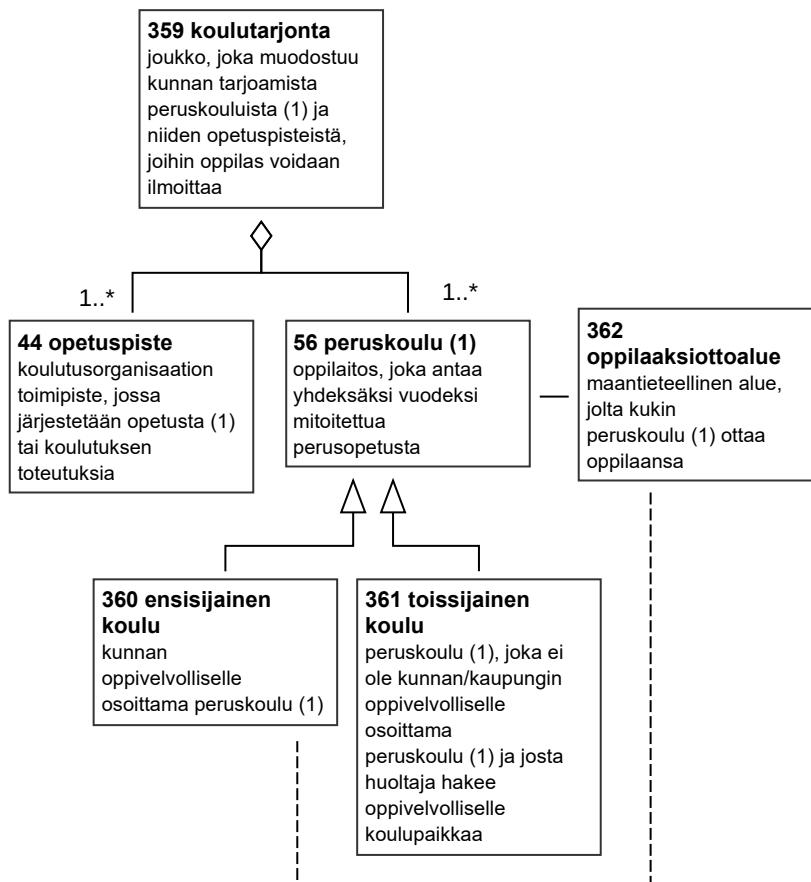 359 koulutarjonta
joukko, joka muodostuu
kunnan tarjoamista
peruskouluista (1) ja
niiden opetuspisteistä,
joihin oppilas voidaan
ilmoittaa
1..*
1..*
44 opetuspiste
koulutusorganisaation
toimipiste, jossa
järjestetään opetusta (1)
tai koulutuksen
toteutuksia
56 peruskoulu (1)
oppilaitos, joka antaa
yhdeksäksi vuodeksi
mitoitettua
perusopetusta
362
oppilaaksiottoalue
maantieteellinen alue,
jolta kukin
peruskoulu (1) ottaa
oppilaansa
360 ensisijainen
koulu
kunnan
oppivelvolliselle
osoittama peruskoulu (1)
361 toissijainen
koulu
peruskoulu (1), joka ei
ole kunnan/kaupungin
oppivelvolliselle
osoittama
peruskoulu (1) ja josta
huoltaja hakee
oppivelvolliselle
koulupaikkaa